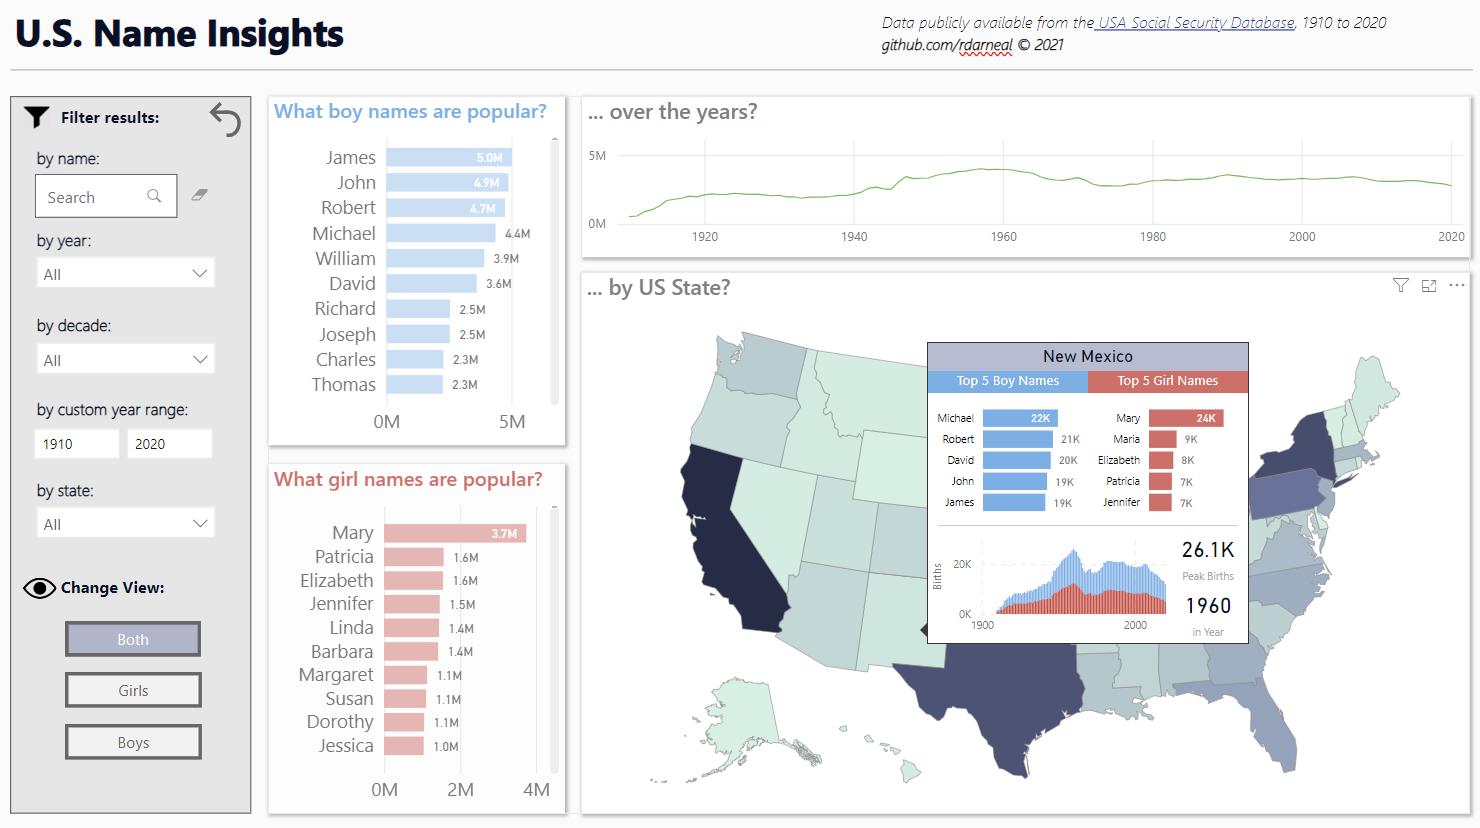 U.S. Name Insights
Data publicly available from the USA Social Security Database, 1910 to 2020
github.com/rdarneal © 2021
Filter results:
by name:
Search
by year:
All
by decade:
All
by custom year range:
1910 2020
by state:
All
Change View:
Both
Girls
Boys
What boy names are popular?
James 5.0M
John 4.9M
Robert 4.7M
Michael 4.4M
William 3.9M
David 3.6M
Richard 2.5M
Joseph 2.5M
Charles 2.3M
Thomas 2.3M
0M 5M
What girl names are popular?
Mary 3.7M
Patricia 1.6M
Elizabeth 1.6M
Jennifer 1.5M
Linda 1.4M
Barbara 1.4M
Margaret 1.1M
Susan 1.1M
Dorothy 1.1M
Jessica 1.0M
0M 2M 4M
... over the years?
5M
0M
1920 1940 1960 1980 2000 2020
... by US State?
New Mexico
Top 5 Boy Names Top 5 Girl Names
Michael 22K Mary 24K
Robert 21K Maria 9K
David 20K Elizabeth 8K
John 19K Patricia 7K
James 19K Jennifer 7K
Births
20K
0K
1900 2000
26.1K
Peak Births
1960
in Year